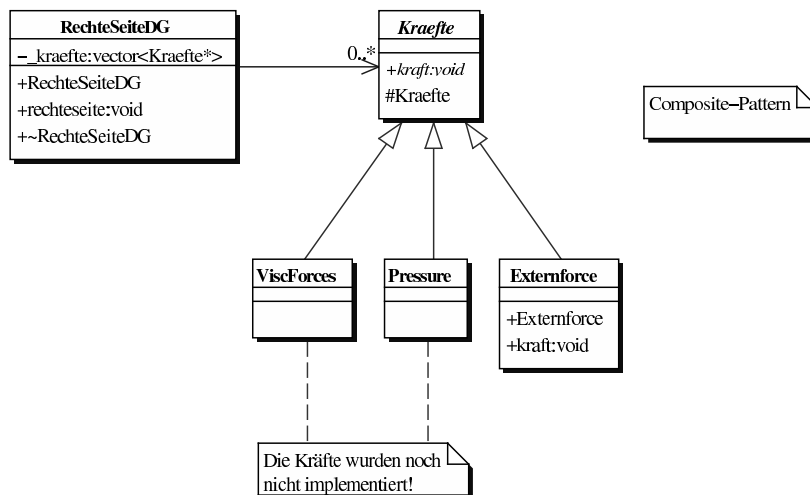 RechteSeiteDG
−_kraefte:vector<Kraefte*>
+RechteSeiteDG
+rechteseite:void
+~RechteSeiteDG
0..*
Kraefte
+kraft:void
#Kraefte
Composite−Pattern
ViscForces
Pressure
Externforce
+Externforce
+kraft:void
Die Kräfte wurden noch
nicht implementiert!